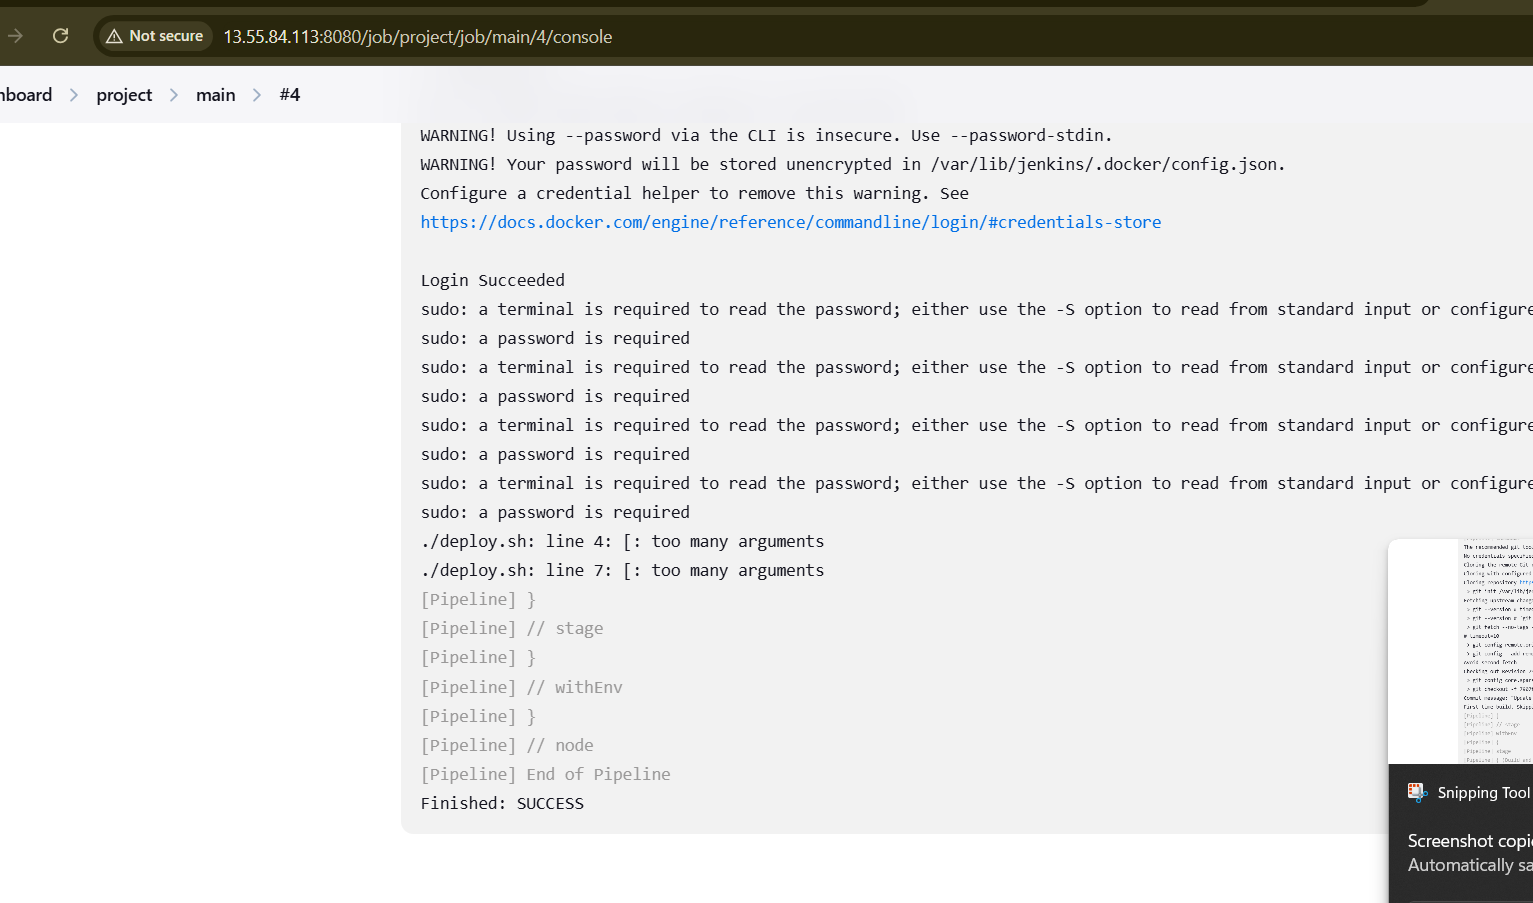 Not secure 13.55.84.113:8080/job/project/job/main/4/console
board > project > main > #4
WARNING! Using --password via the CLI is insecure. Use --password-stdin.
WARNING! Your password will be stored unencrypted in /var/lib/jenkins/.docker/config.json.
Configure a credential helper to remove this warning. See
https://docs.docker.com/engine/reference/commandline/login/#credentials-store
Login Succeeded
sudo: a terminal is required to read the password; either use the -S option to read from standard input or configure
sudo: a password is required
sudo: a terminal is required to read the password; either use the -S option to read from standard input or configure
sudo: a password is required
sudo: a terminal is required to read the password; either use the -S option to read from standard input or configure
sudo: a password is required
sudo: a terminal is required to read the password; either use the -S option to read from standard input or configure
sudo: a password is required
./deploy.sh: line 4: [: too many arguments
./deploy.sh: line 7: [: too many arguments
[Pipeline] }
[Pipeline] // stage
[Pipeline] }
[Pipeline] // withEnv
[Pipeline] }
[Pipeline] // node
[Pipeline] End of Pipeline
Finished: SUCCESS
Snipping Tool
Screenshot copi
Automatically sa